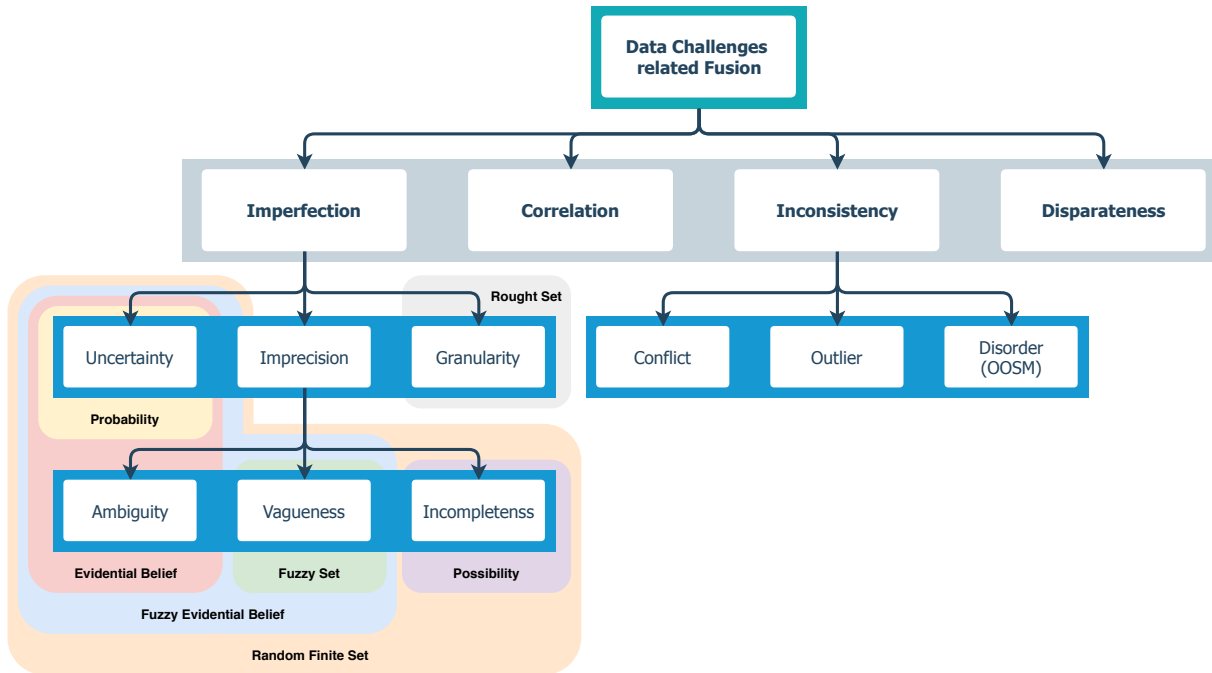 Data Challenges
related Fusion
Imperfection
Correlation
Inconsistency
Disparateness
Rought Set
Uncertainty
Imprecision
Granularity
Conflict
Outlier
Disorder
(OOSM)
Probability
Ambiguity
Vagueness
Incompletenss
Evidential Belief
Fuzzy Set
Possibility
Fuzzy Evidential Belief
Random Finite Set